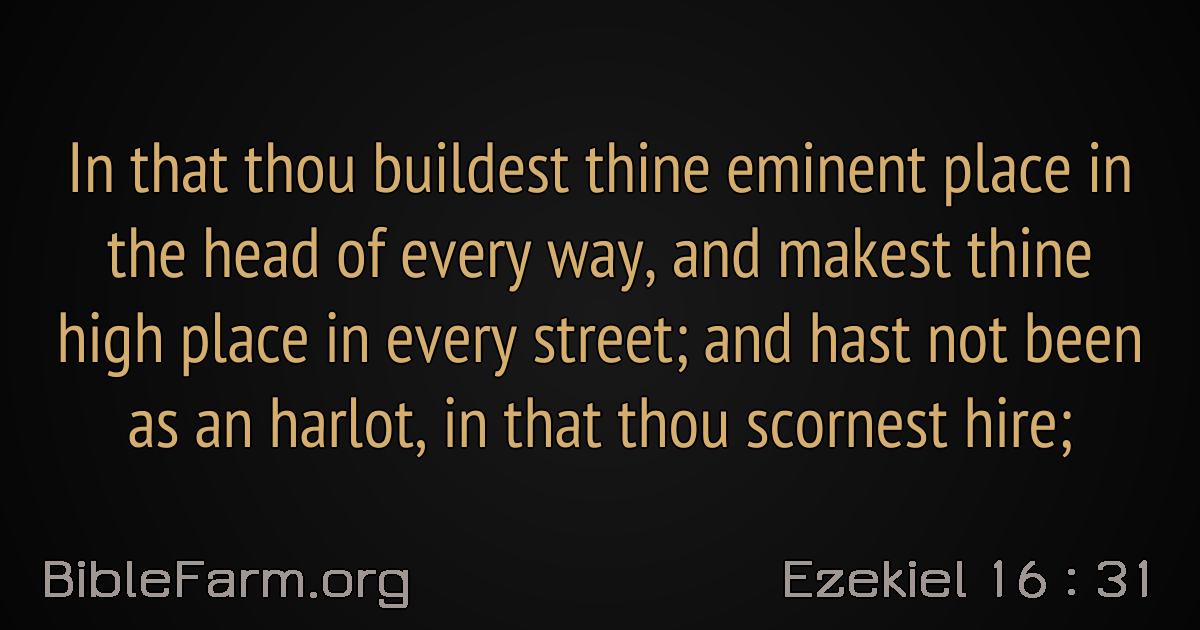 In that thou buildest thine eminent place in
the head of every way, and makest thine
high place in every street; and hast not been
as an harlot, in that thou scornest hire;
BibleFarm.org
Ezekiel 16 : 31